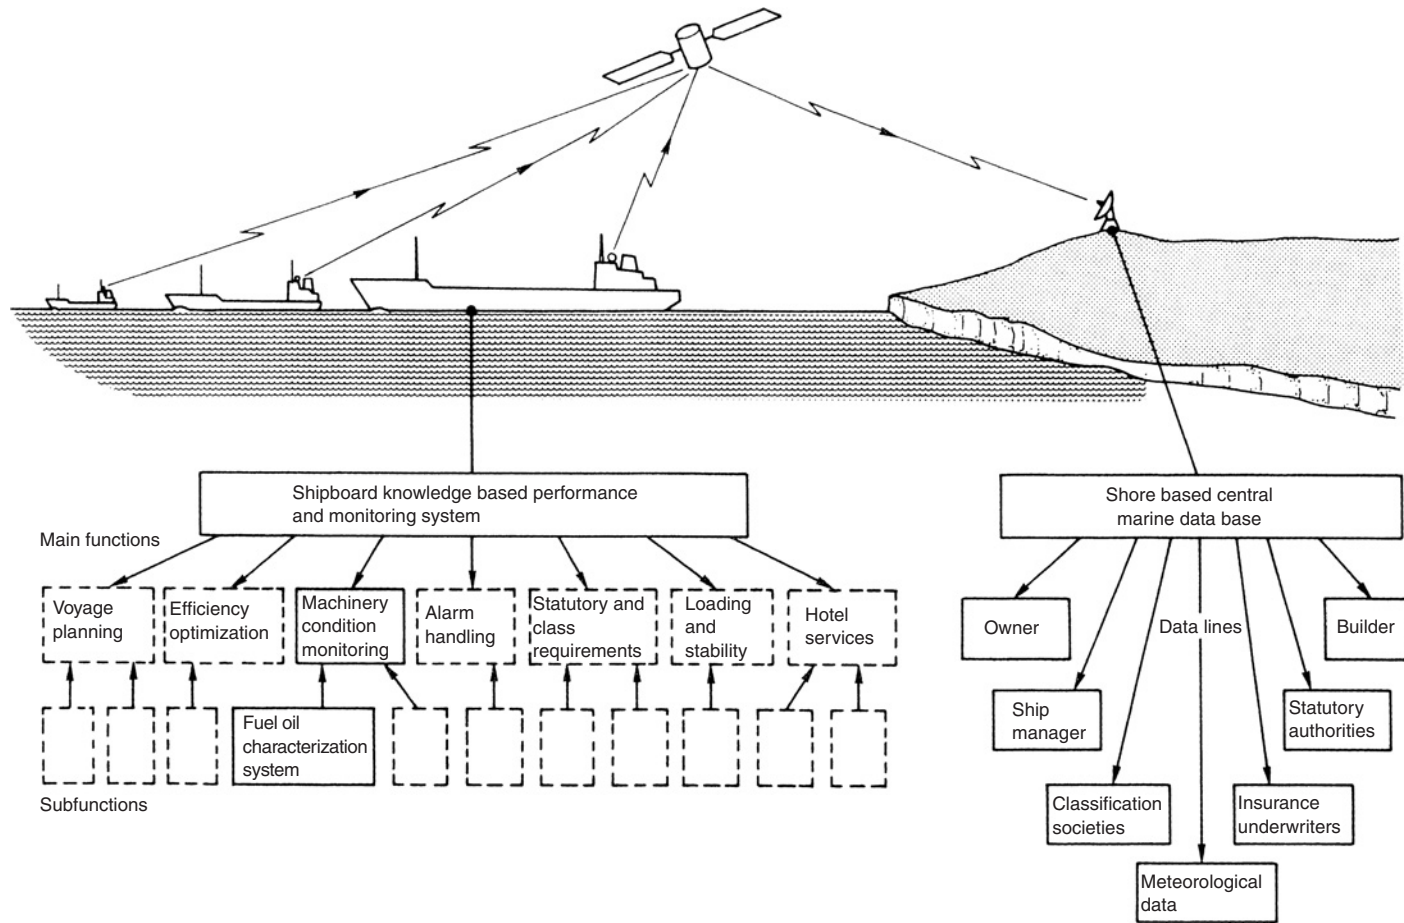 Shipboard knowledge based performance
and monitoring system
Shore based central
marine data base
Main functions
Voyage
planning
Efficiency
optimization
Machinery
condition
monitoring
Alarm
handling
Statutory and
class
requirements
Loading
and
stability
Hotel
services
Owner
Data lines
Builder
Fuel oil
characterization
system
Ship
manager
Statutory
authorities
Subfunctions
Classification
societies
Insurance
underwriters
Meteorological
data